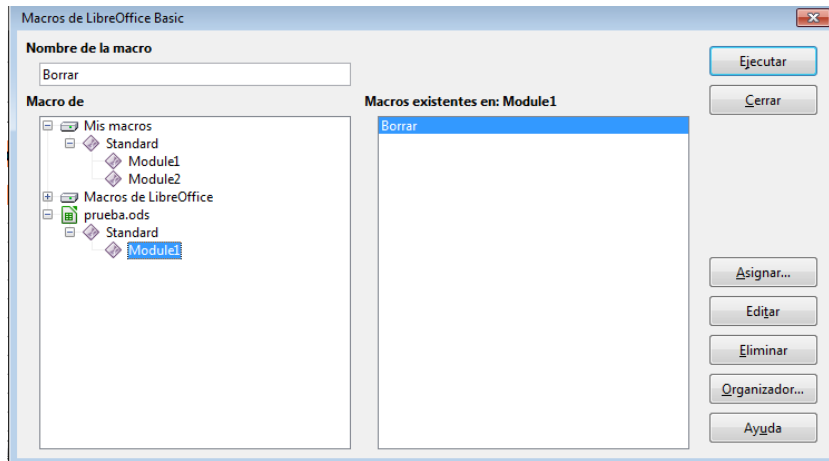 Macros de LibreOffice Basic
Nombre de la macro
Borrar
Macro de
Mis macros
Standard
Module1
Module2
Macros de LibreOffice
prueba.ods
Standard
Module1
Macros existentes en: Module1
Borrar
Ejecutar
Cerrar
Asignar...
Editar
Eliminar
Organizador...
Ayuda